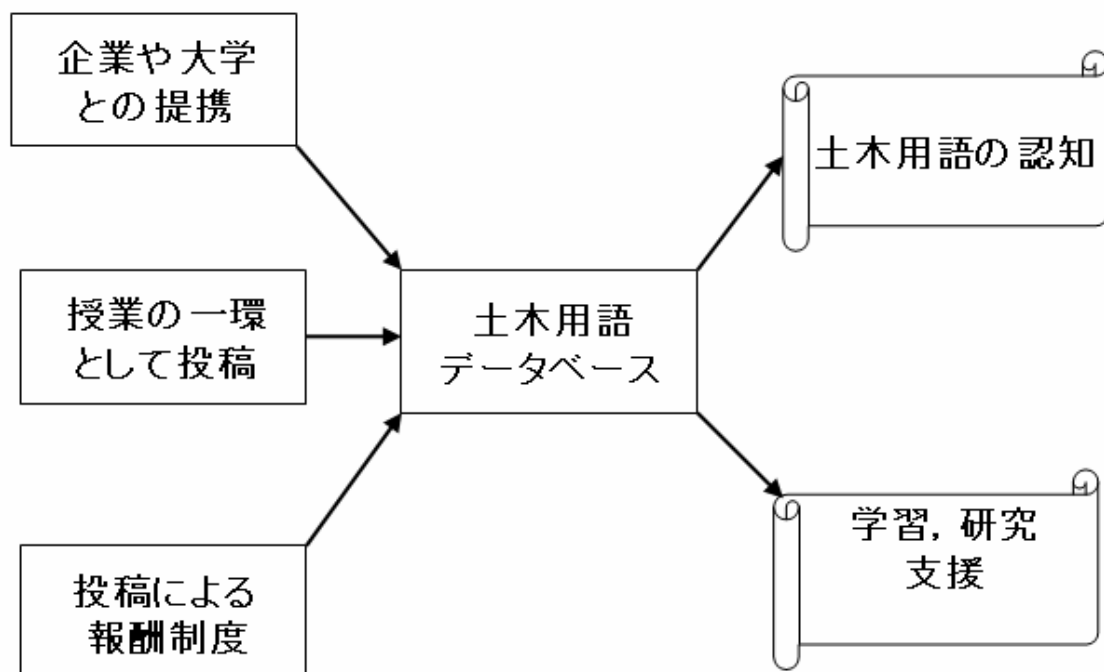 企業や大学
との提携
授業の一環
として投稿
投稿による
報酬制度
土木用語
データベース
土木用語の認知
学習，研究
支援